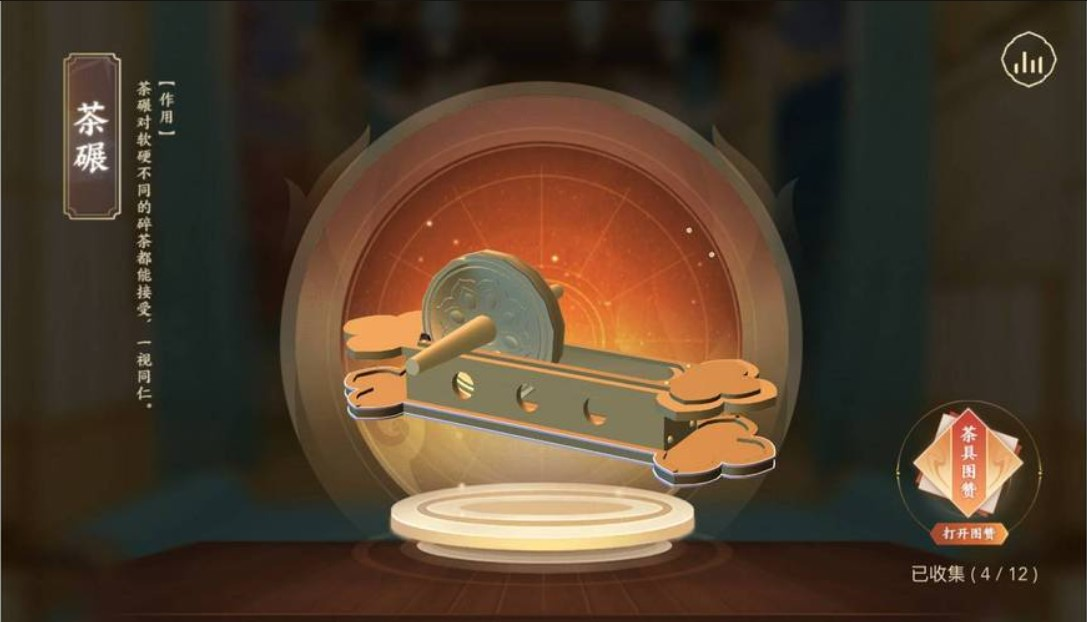 茶碾
【作用】
茶碾对软硬不同的碎茶都能接受，一视同仁。
茶具图赞
打开图赞
已收集(4/12)